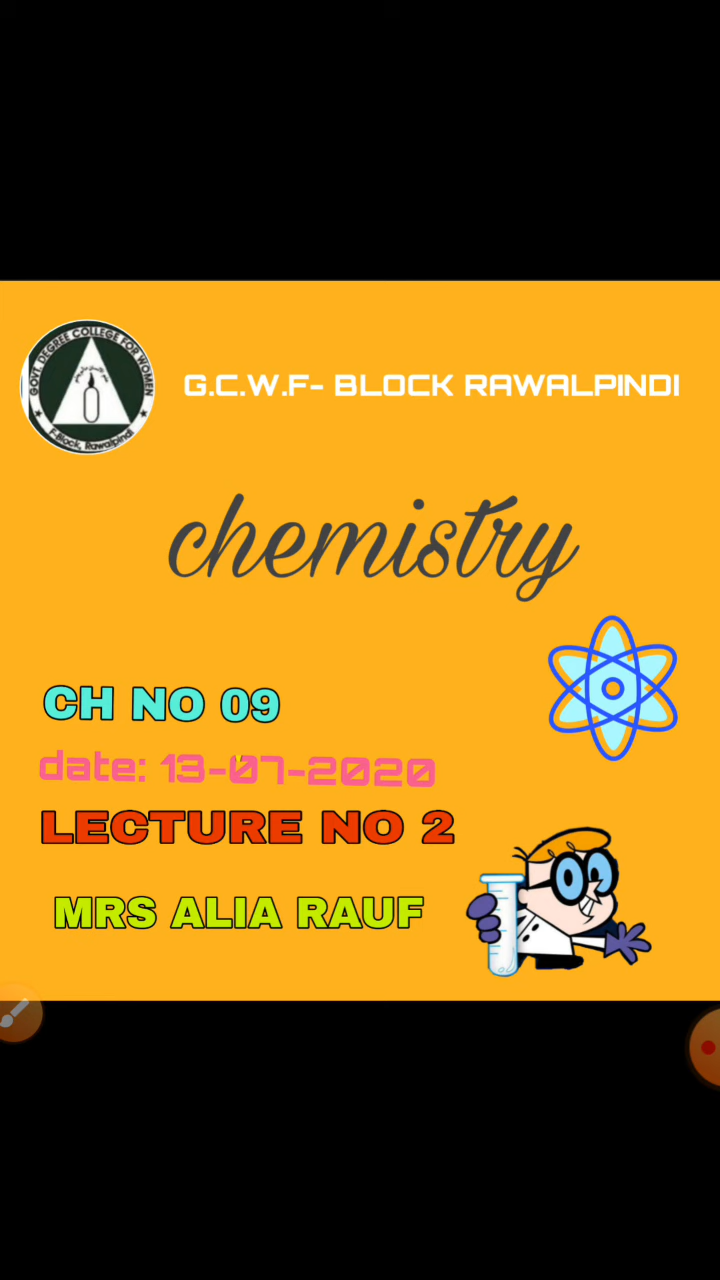 GOVT. DEGREE COLLEGE FOR WOMEN
F-Block, Rawalpindi
G.C.W.F- BLOCK RAWALPINDI
chemistry
CH NO 09
date: 13-07-2020
LECTURE NO 2
MRS ALIA RAUF